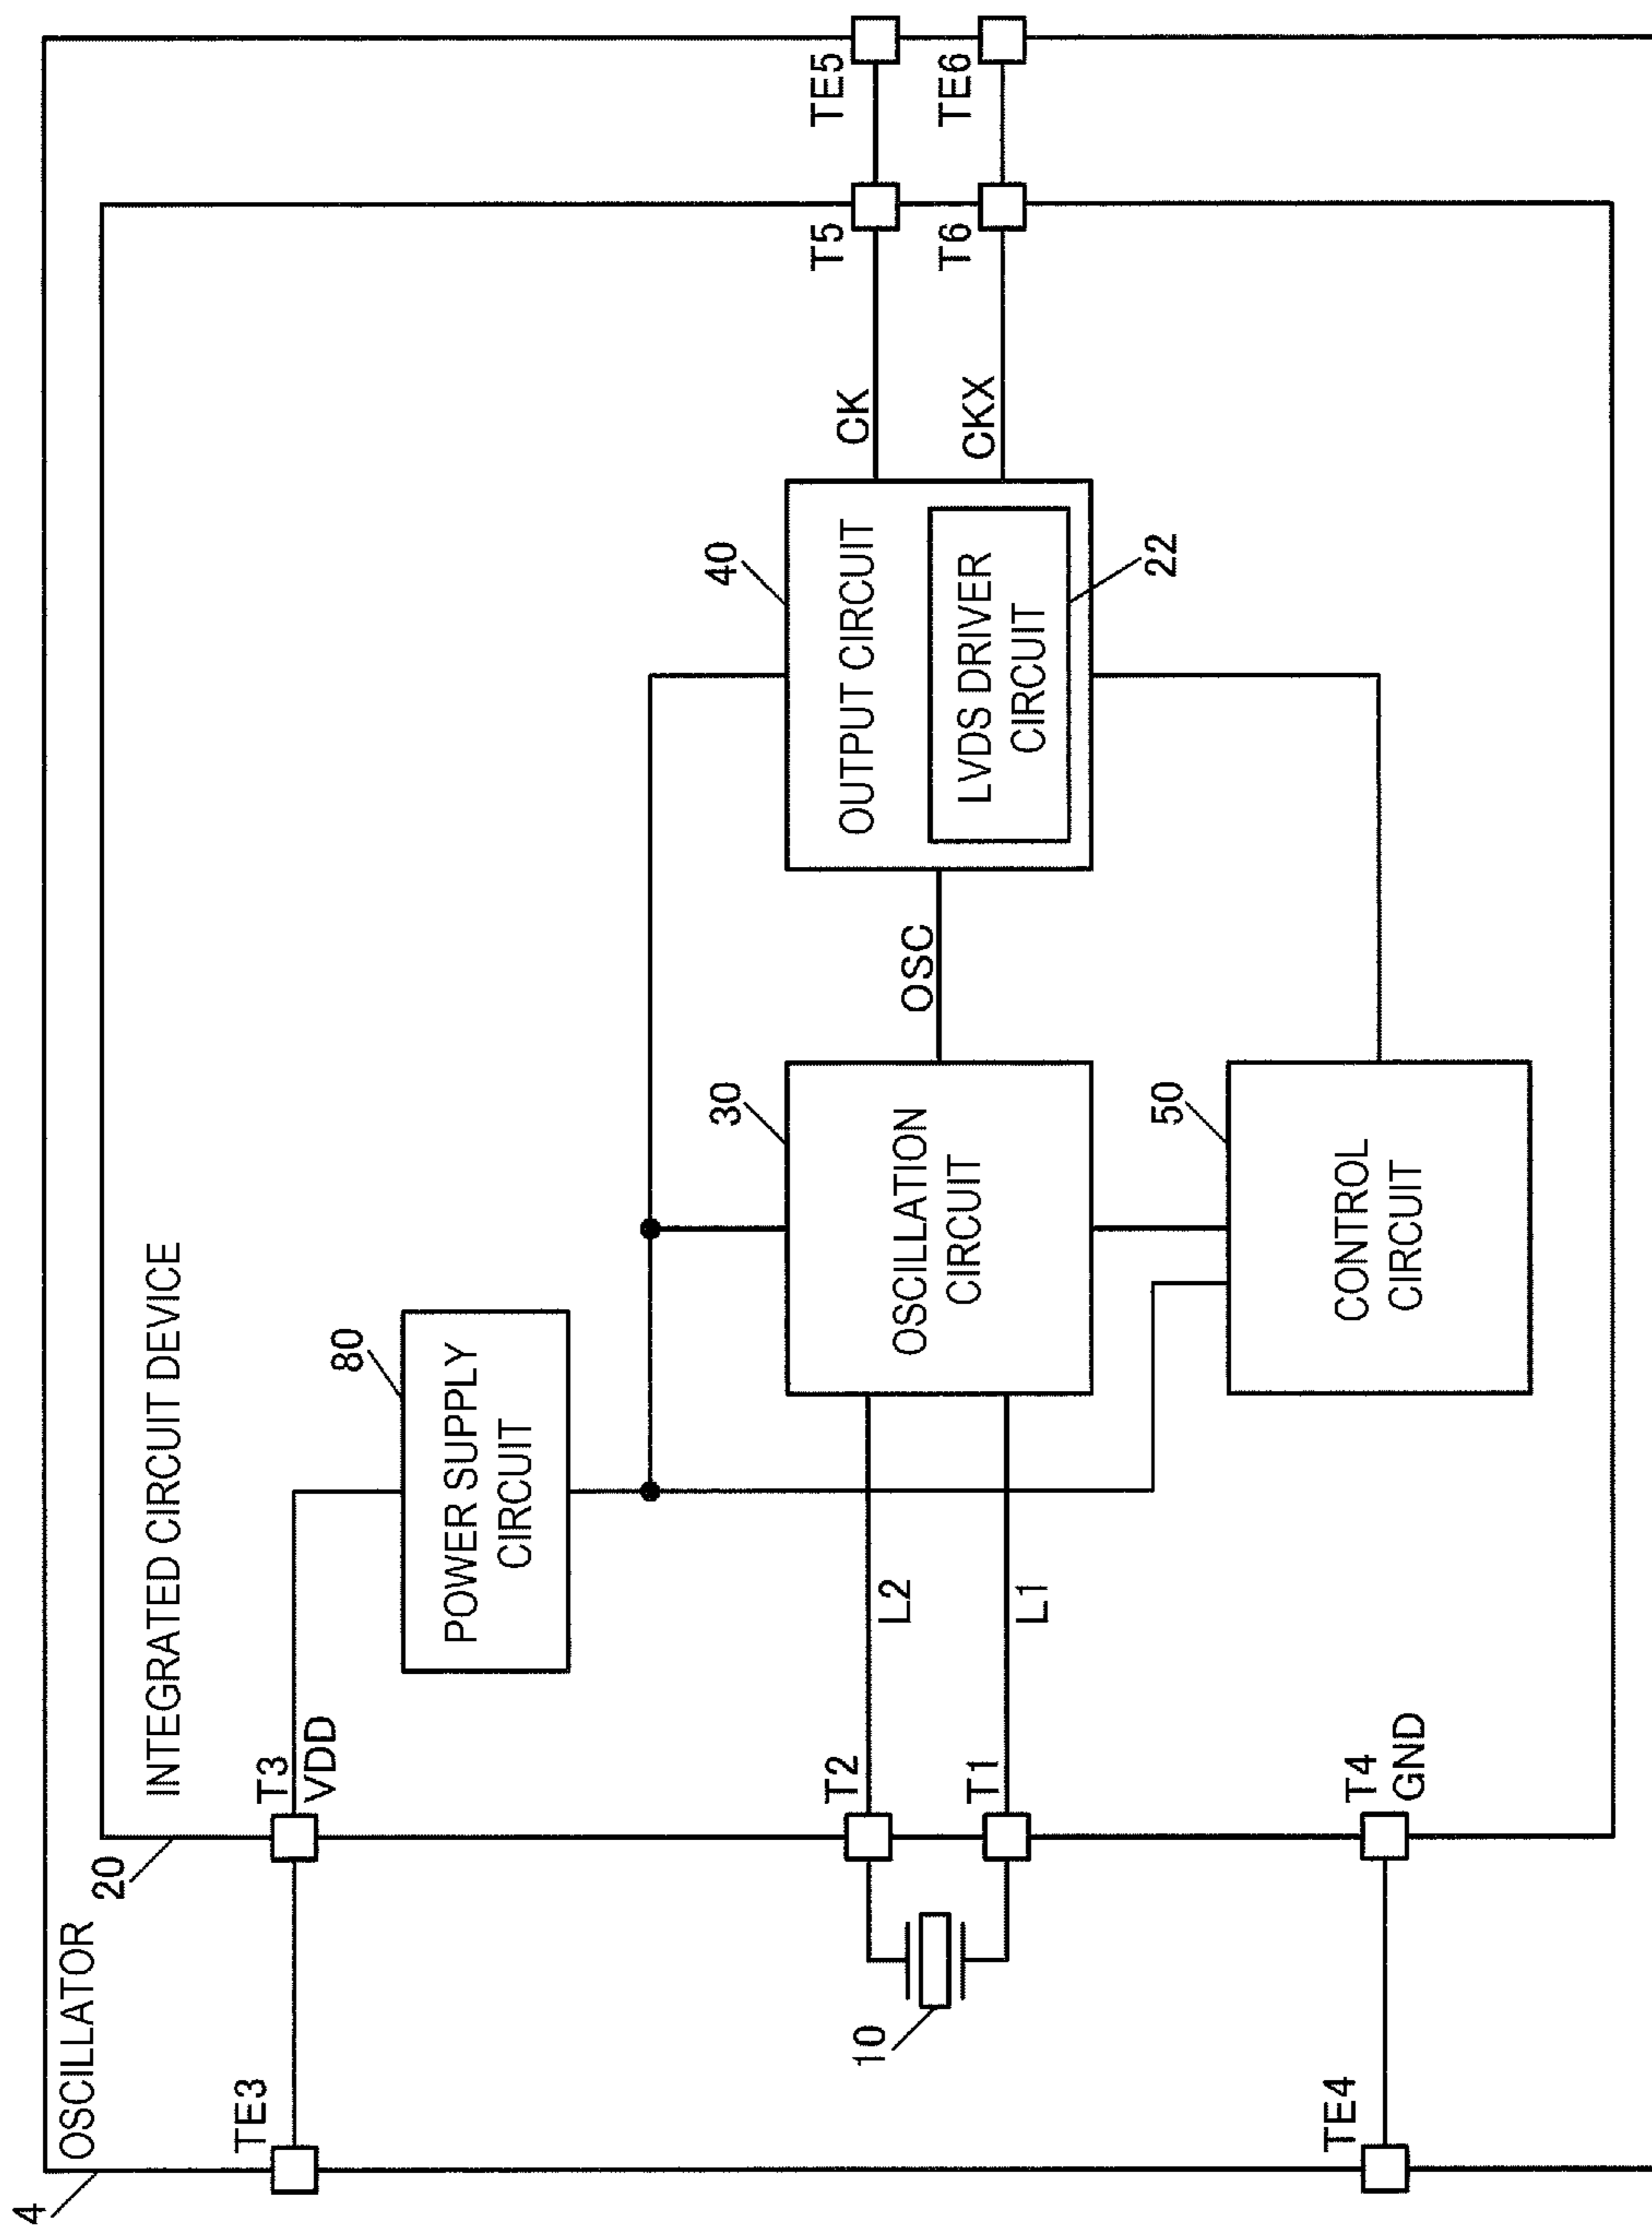 4
OSCILLATOR
20
INTEGRATED CIRCUIT DEVICE
TE3
T3
VDD
80
POWER SUPPLY
CIRCUIT
40
OUTPUT CIRCUIT
LVDS DRIVER
CIRCUIT
22
CK
CKX
T5
TE5
T6
TE6
10
T2
L2
T1
L1
30
OSCILLATION
CIRCUIT
OSC
50
CONTROL
CIRCUIT
TE4
T4
GND